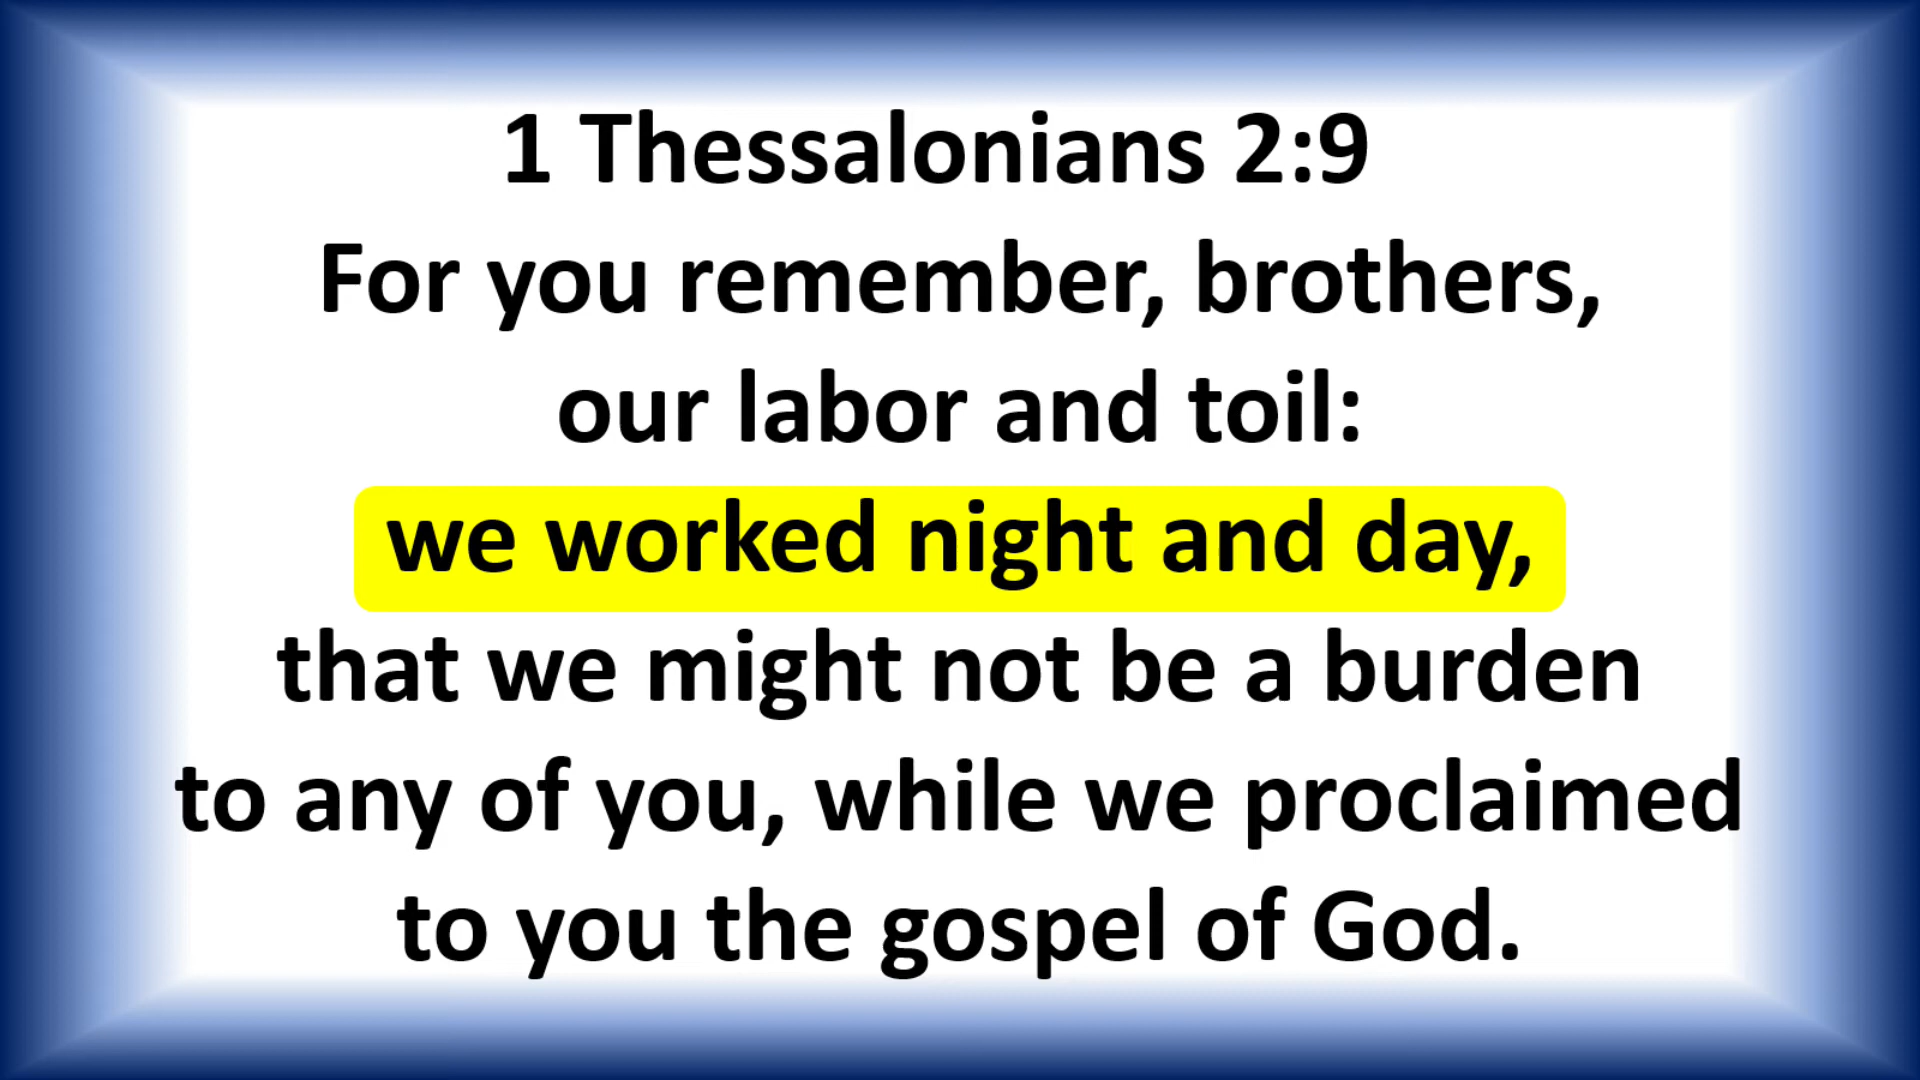 1 Thessalonians 2:9
For you remember, brothers,
our labor and toil:
we worked night and day,
that we might not be a burden
to any of you, while we proclaimed
to you the gospel of God.